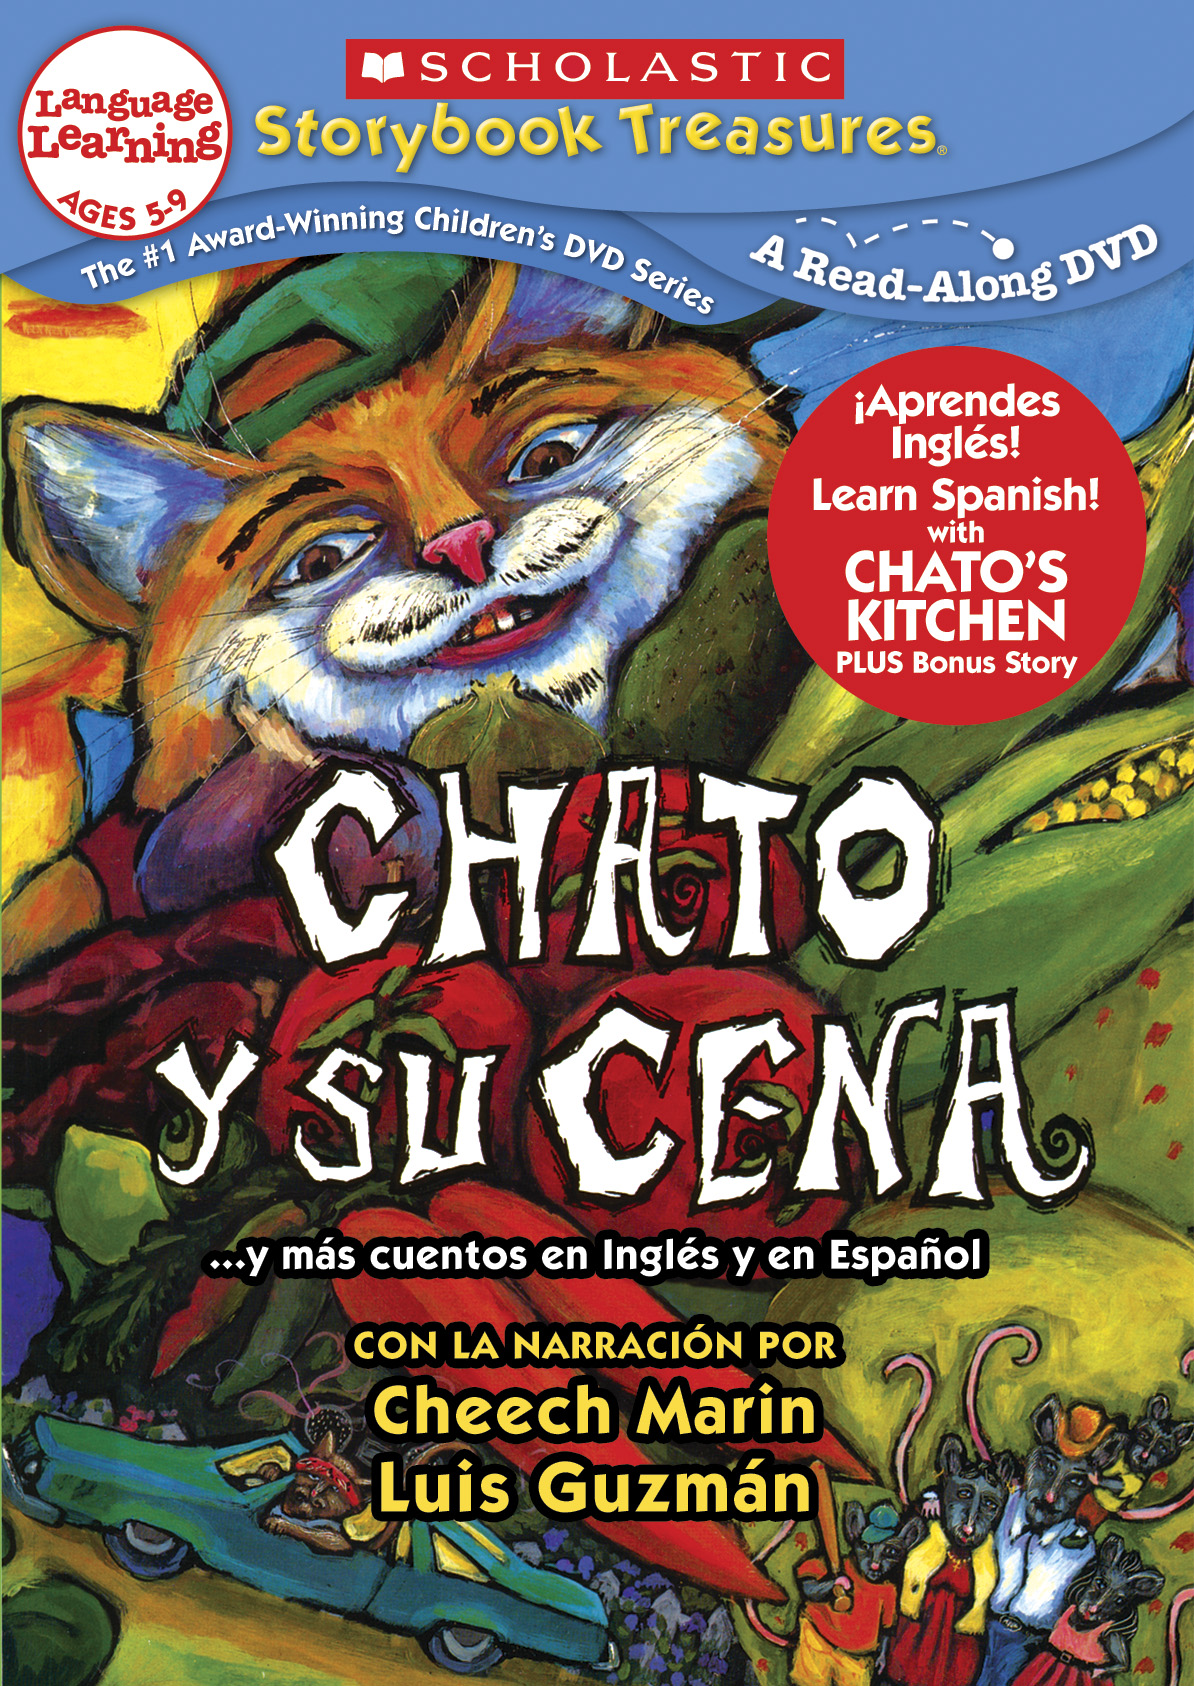 Language
Learning
AGES 5-9
SCHOLASTIC
Storybook Treasures®
The #1 Award-Winning Children's DVD Series
A Read-Along DVD
¡Aprendes
Inglés!
Learn Spanish!
with
CHATO'S
KITCHEN
PLUS Bonus Story
CHATO
Y SU CENA
...y más cuentos en Inglés y en Español
CON LA NARRACIÓN POR
Cheech Marin
Luis Guzmán